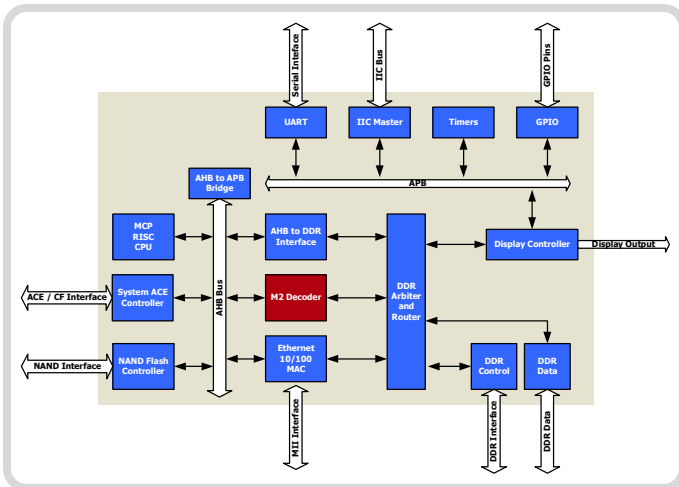 Serial Inteface
IIC Bus
GPIO Pins
UART
IIC Master
Timers
GPIO
AHB to APB
Bridge
APB
MCP
RISC
CPU
AHB to DDR
Interface
Display Controller
Display Output
System ACE
Controller
ACE / CF Interface
AHB Bus
M2 Decoder
DDR
Arbiter
and
Router
NAND Flash
Controller
NAND Interface
Ethernet
10/100
MAC
DDR
Control
DDR
Data
MII Interface
DDR Interface
DDR Data